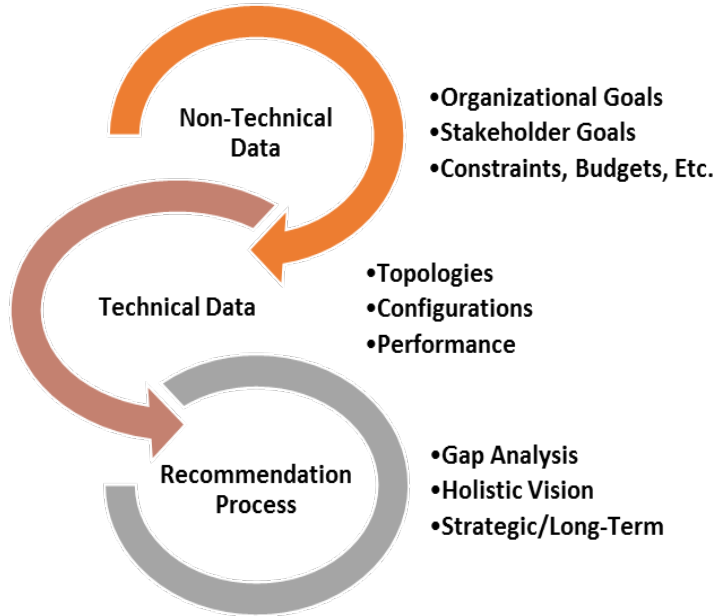 Non-Technical
Data
•Organizational Goals
•Stakeholder Goals
•Constraints, Budgets, Etc.
Technical Data
•Topologies
•Configurations
•Performance
Recommendation
Process
•Gap Analysis
•Holistic Vision
•Strategic/Long-Term